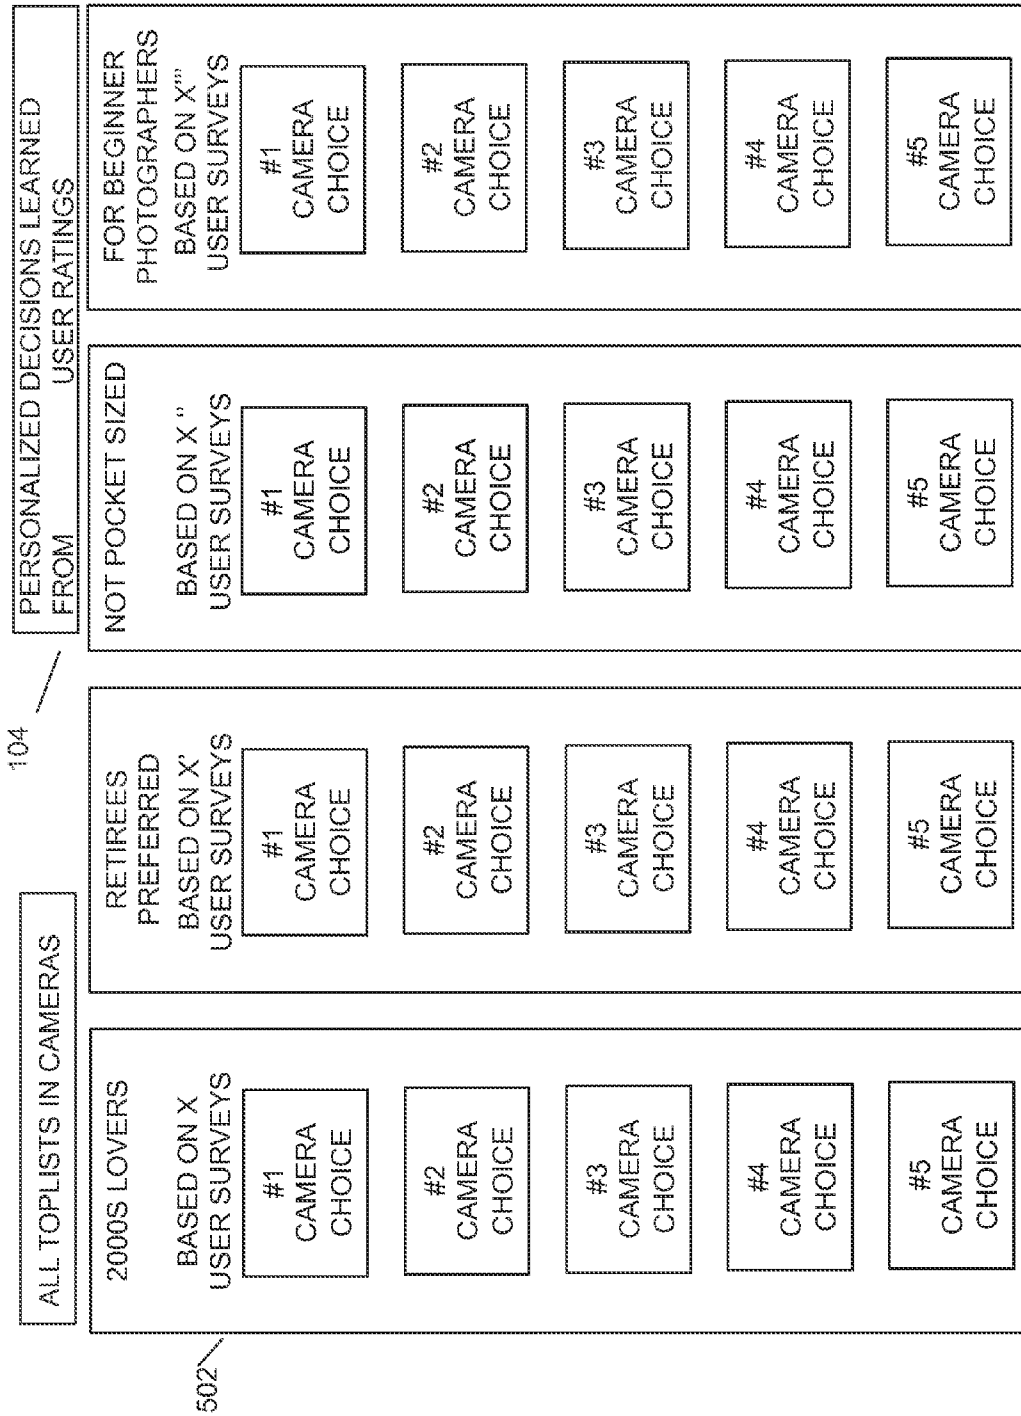 ALL TOPLISTS IN CAMERAS
104
PERSONALIZED DECISIONS LEARNED
FROM USER RATINGS
502
2000S LOVERS
BASED ON X
USER SURVEYS
#1
CAMERA
CHOICE
#2
CAMERA
CHOICE
#3
CAMERA
CHOICE
#4
CAMERA
CHOICE
#5
CAMERA
CHOICE
RETIREES
PREFERRED
BASED ON X'
USER SURVEYS
#1
CAMERA
CHOICE
#2
CAMERA
CHOICE
#3
CAMERA
CHOICE
#4
CAMERA
CHOICE
#5
CAMERA
CHOICE
NOT POCKET SIZED
BASED ON X "
USER SURVEYS
#1
CAMERA
CHOICE
#2
CAMERA
CHOICE
#3
CAMERA
CHOICE
#4
CAMERA
CHOICE
#5
CAMERA
CHOICE
FOR BEGINNER
PHOTOGRAPHERS
BASED ON X'"
USER SURVEYS
#1
CAMERA
CHOICE
#2
CAMERA
CHOICE
#3
CAMERA
CHOICE
#4
CAMERA
CHOICE
#5
CAMERA
CHOICE